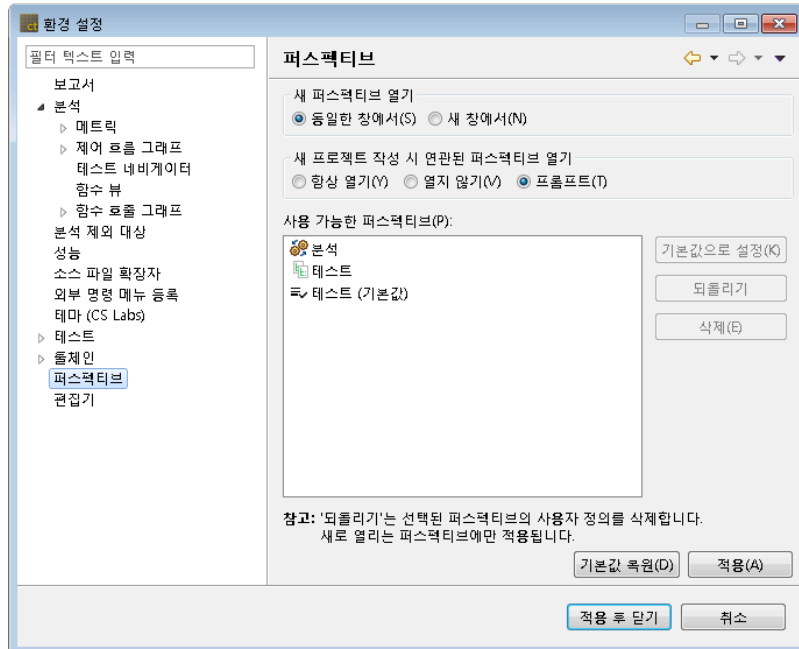 ct 환경 설정
필터 텍스트 입력
보고서
분석
메트릭
제어 흐름 그래프
테스트 네비게이터
함수 뷰
함수 호출 그래프
분석 제외 대상
성능
소스 파일 확장자
외부 명령 메뉴 등록
테마 (CS Labs)
테스트
툴체인
퍼스펙티브
편집기
퍼스펙티브
새 퍼스펙티브 열기
동일한 창에서(S) 새 창에서(N)
새 프로젝트 작성 시 연관된 퍼스펙티브 열기
항상 열기(Y) 열지 않기(V) 프롬프트(T)
사용 가능한 퍼스펙티브(P):
분석
테스트
테스트 (기본값)
기본값으로 설정(K)
되돌리기
삭제(E)
참고: '되돌리기'는 선택된 퍼스펙티브의 사용자 정의를 삭제합니다.
새로 열리는 퍼스펙티브에만 적용됩니다.
기본값 복원(D) 적용(A)
적용 후 닫기 취소